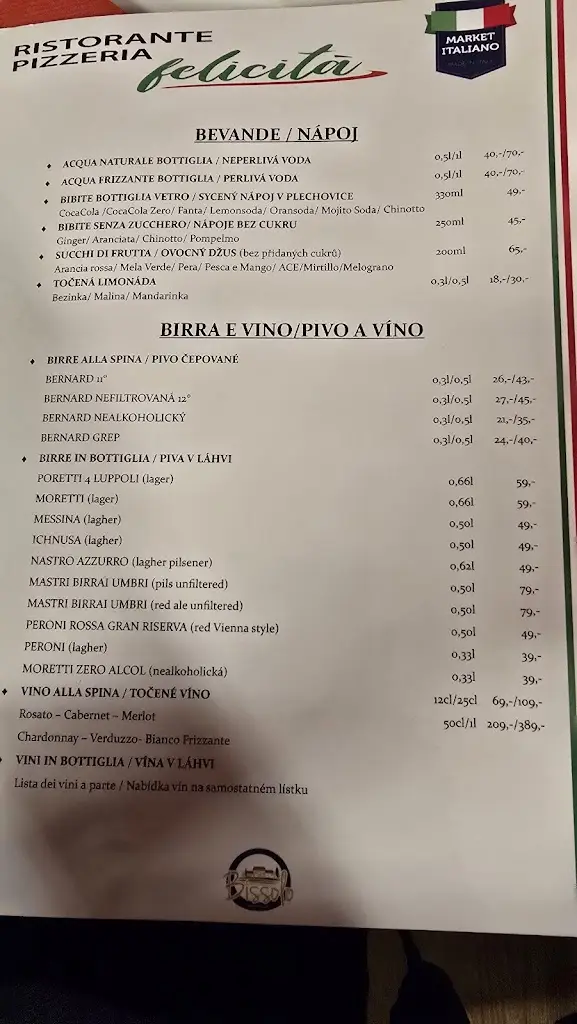 RISTORANTE
PIZZERIA
felicità
MARKET
ITALIANO
BEVANDE / NÁPOJ
ACQUA NATURALE BOTTIGLIA / NEPERLIVÁ VODA 0,5l/1l 40,-/70,-
ACQUA FRIZZANTE BOTTIGLIA / PERLIVÁ VODA 0,5l/1l 40,-/70,-
BIBITE BOTTIGLIA VETRO / SYCENÝ NÁPOJ V PLECHOVICE 330ml 49,-
CocaCola /CocaCola Zero/ Fanta/ Lemonsoda/ Oransoda/ Mojito Soda/ Chinotto
BIBITE SENZA ZUCCHERO/ NÁPOJE BEZ CUKRU 250ml 45,-
Ginger/ Aranciata/ Chinotto/ Pompelmo
SUCCHI DI FRUTTA / OVOCNÝ DŽUS (bez přidaných cukrů) 200ml 65,-
Arancia rossa/ Mela Verde/ Pera/ Pesca e Mango/ ACE/Mirtillo/Melograno
TOČENÁ LIMONÁDA 0,3l/0,5l 18,-/30,-
Bezinka/ Malina/ Mandarinka
BIRRA E VINO/PIVO A VÍNO
BIRRE ALLA SPINA / PIVO ČEPOVANÉ
BERNARD 11° 0,3l/0,5l 26,-/43,-
BERNARD NEFILTROVANÁ 12° 0,3l/0,5l 27,-/45,-
BERNARD NEALKOHOLICKÝ 0,3l/0,5l 21,-/35,-
BERNARD GREP 0,3l/0,5l 24,-/40,-
BIRRE IN BOTTIGLIA / PIVA V LÁHVI
PORETTI 4 LUPPOLI (lager) 0,66l 59,-
MORETTI (lager) 0,66l 59,-
MESSINA (lagher) 0,50l 49,-
ICHNUSA (lagher) 0,50l 49,-
NASTRO AZZURRO (lagher pilsener) 0,62l 49,-
MASTRI BIRRAI UMBRI (pils unfiltered) 0,50l 79,-
MASTRI BIRRAI UMBRI (red ale unfiltered) 0,50l 79,-
PERONI ROSSA GRAN RISERVA (red Vienna style) 0,50l 49,-
PERONI (lagher) 0,33l 39,-
MORETTI ZERO ALCOL (nealkoholická) 0,33l 39,-
VINO ALLA SPINA / TOČENÉ VÍNO 12cl/25cl 69,-/109,-
Rosato – Cabernet – Merlot 50cl/1l 209,-/389,-
Chardonnay – Verduzzo- Bianco Frizzante
VINI IN BOTTIGLIA / VÍNA V LÁHVI
Lista dei vini a parte / Nabídka vín na samostatném lístku
Bissolo